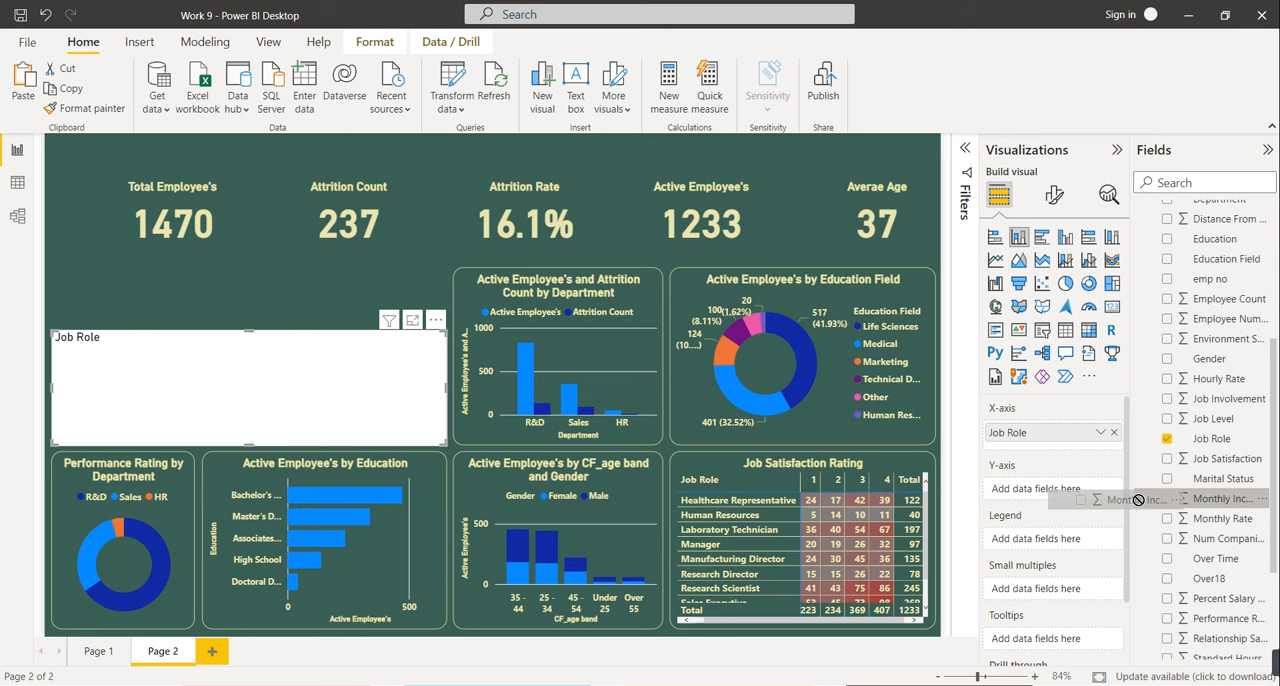 Work 9 - Power BI Desktop
Search
Sign in
File
Home
Insert
Modeling
View
Help
Format
Data / Drill
Paste
Cut
Copy
Format painter
Clipboard
Get data
Excel workbook
Data hub
SQL Server
Enter data
Dataverse
Recent sources
Data
Transform data
Refresh
Queries
New visual
Text box
More visuals
Insert
New measure
Quick measure
Calculations
Sensitivity
Sensitivity
Publish
Share
Total Employee's
1470
Attrition Count
237
Attrition Rate
16.1%
Active Employee's
1233
Averae Age
37
Job Role
Active Employee's and Attrition
Count by Department
Active Employee's Attrition Count
Active Employee's and A...
1000
500
0
R&D Sales HR
Department
Active Employee's by Education Field
20
(1.62%)
100
(8.11%)
124
(10....)
517
(41.93%)
401 (32.52%)
Education Field
Life Sciences
Medical
Marketing
Technical D...
Other
Human Res...
Performance Rating by
Department
R&D Sales HR
Active Employee's by Education
Education
Bachelor's ...
Master's D...
Associates...
High School
Doctoral D...
0 500
Active Employee's
Active Employee's by CF_age band
and Gender
Gender Female Male
Active Employee's
500
0
35 - 44
25 - 34
45 - 54
Under 25
Over 55
CF_age band
Job Satisfaction Rating
Job Role 1 2 3 4 Total
Healthcare Representative 24 17 42 39 122
Human Resources 5 14 10 11 40
Laboratory Technician 36 40 54 67 197
Manager 20 19 26 32 97
Manufacturing Director 24 30 45 36 135
Research Director 15 15 26 22 78
Research Scientist 41 43 75 86 245
Total 223 234 369 407 1233
Page 1
Page 2
Page 2 of 2
84%
Update available (click to download)
Filters
Visualizations
Build visual
X-axis
Job Role
Y-axis
Add data fields here
Legend
Add data fields here
Small multiples
Add data fields here
Tooltips
Add data fields here
Drill through
Fields
Search
Department
Distance From ...
Education
Education Field
emp no
Employee Count
Employee Num...
Environment S...
Gender
Hourly Rate
Job Involvement
Job Level
Job Role
Job Satisfaction
Marital Status
Monthly Inc...
Monthly Rate
Num Compani...
Over Time
Over18
Percent Salary ...
Performance R...
Relationship Sa...
Standard Hours